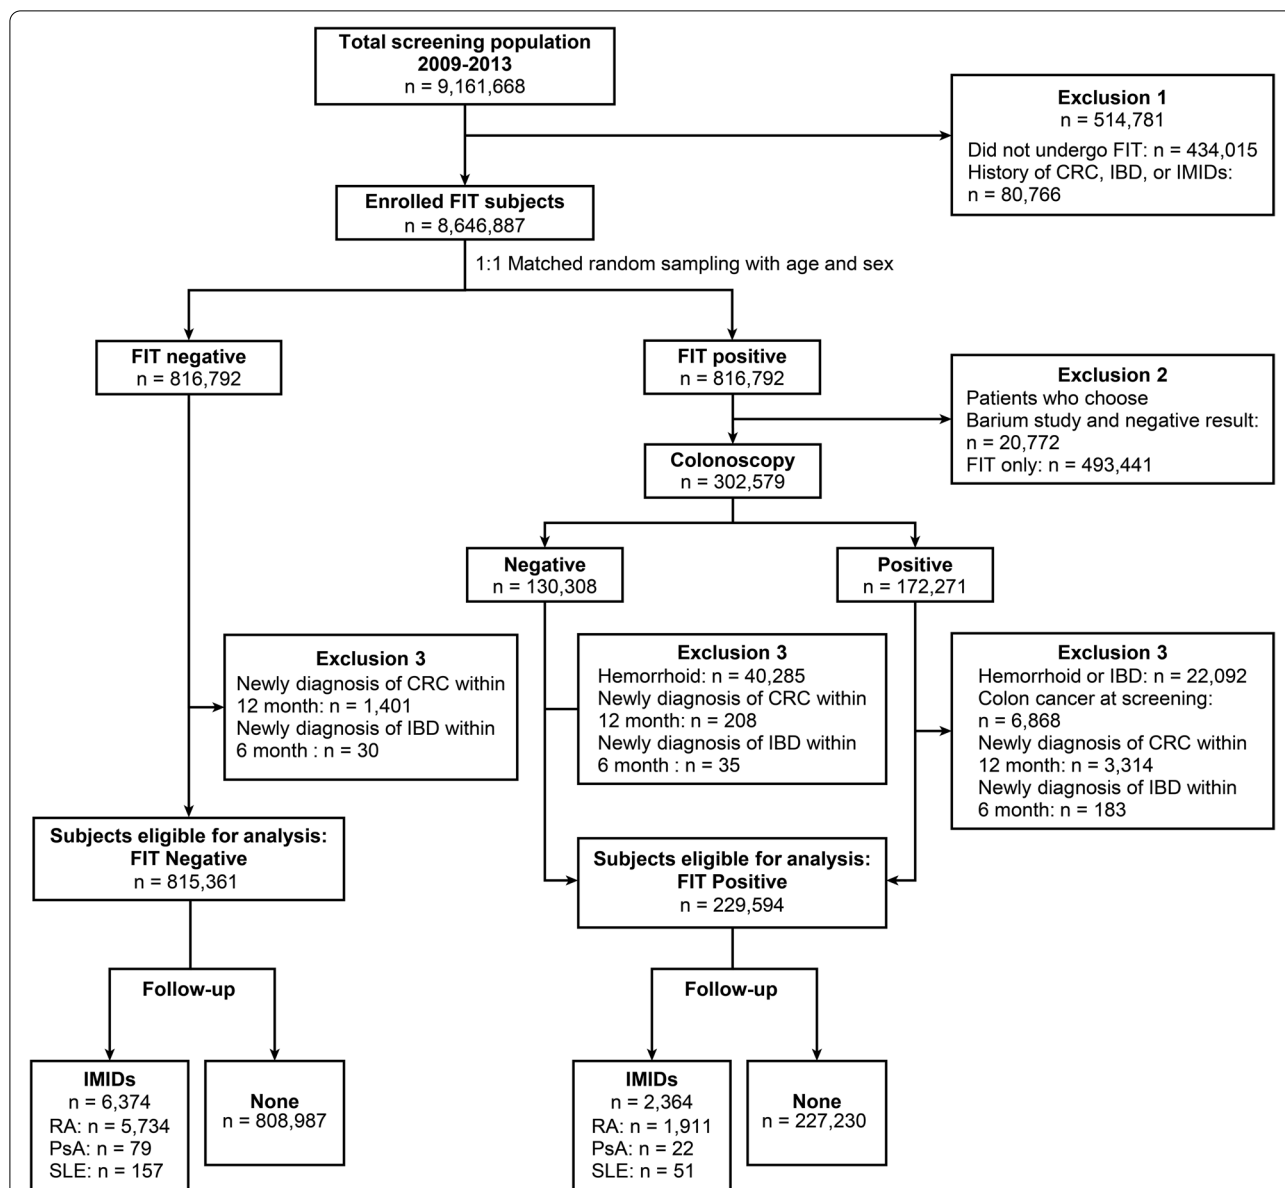 Total screening population
2009-2013
n = 9,161,668
Exclusion 1
n = 514,781
Did not undergo FIT: n = 434,015
History of CRC, IBD, or IMIDs:
n = 80,766
Enrolled FIT subjects
n = 8,646,887
1:1 Matched random sampling with age and sex
FIT negative
n = 816,792
FIT positive
n = 816,792
Exclusion 2
Patients who choose
Barium study and negative result:
n = 20,772
FIT only: n = 493,441
Colonoscopy
n = 302,579
Negative
n = 130,308
Positive
n = 172,271
Exclusion 3
Newly diagnosis of CRC within
12 month: n = 1,401
Newly diagnosis of IBD within
6 month : n = 30
Exclusion 3
Hemorrhoid: n = 40,285
Newly diagnosis of CRC within
12 month: n = 208
Newly diagnosis of IBD within
6 month : n = 35
Exclusion 3
Hemorrhoid or IBD: n = 22,092
Colon cancer at screening:
n = 6,868
Newly diagnosis of CRC within
12 month: n = 3,314
Newly diagnosis of IBD within
6 month: n = 183
Subjects eligible for analysis:
FIT Negative
n = 815,361
Subjects eligible for analysis:
FIT Positive
n = 229,594
Follow-up
Follow-up
IMIDs
n = 6,374
RA: n = 5,734
PsA: n = 79
SLE: n = 157
None
n = 808,987
IMIDs
n = 2,364
RA: n = 1,911
PsA: n = 22
SLE: n = 51
None
n = 227,230